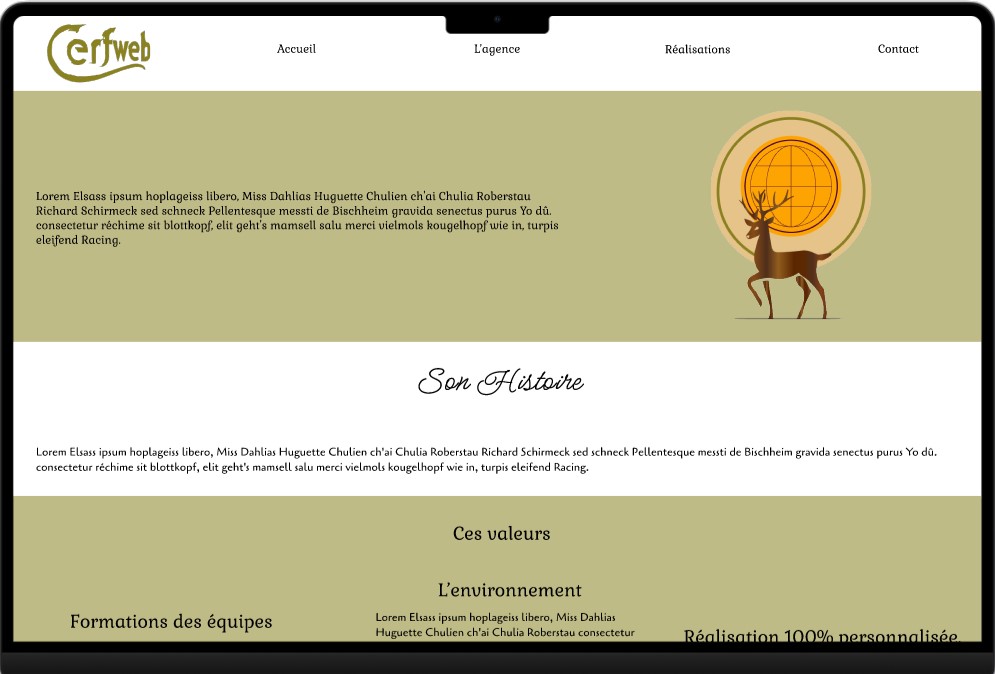 Cerfweb
Accueil
L'agence
Réalisations
Contact
Lorem Elsass ipsum hoplageiss libero, Miss Dahlias Huguette Chulien ch'ai Chulia Roberstau
Richard Schirmeck sed schneck Pellentesque messti de Bischheim gravida senectus purus Yo dû.
consectetur réchime sit blottkopf, elit geht's mamsell salu merci vielmols kougelhopf wie in, turpis
eleifend Racing.
Son Histoire
Lorem Elsass ipsum hoplageiss libero, Miss Dahlias Huguette Chulien ch'ai Chulia Roberstau Richard Schirmeck sed schneck Pellentesque messti de Bischheim gravida senectus purus Yo dû.
consectetur réchime sit blottkopf, elit geht's mamsell salu merci vielmols kougelhopf wie in, turpis eleifend Racing.
Ces valeurs
L'environnement
Formations des équipes
Lorem Elsass ipsum hoplageiss libero, Miss Dahlias
Huguette Chulien ch'ai Chulia Roberstau consectetur
Réalisation 100% personnalisée.